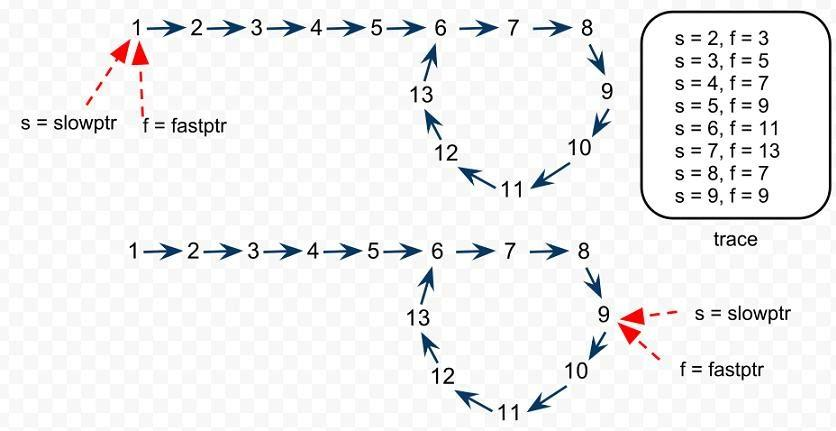 1 2 3 4 5 6 7 8
9
13
10
12
11
s = slowptr
f = fastptr
s = 2, f = 3
s = 3, f = 5
s = 4, f = 7
s = 5, f = 9
s = 6, f = 11
s = 7, f = 13
s = 8, f = 7
s = 9, f = 9
trace
1 2 3 4 5 6 7 8
9
13
10
12
11
s = slowptr
f = fastptr